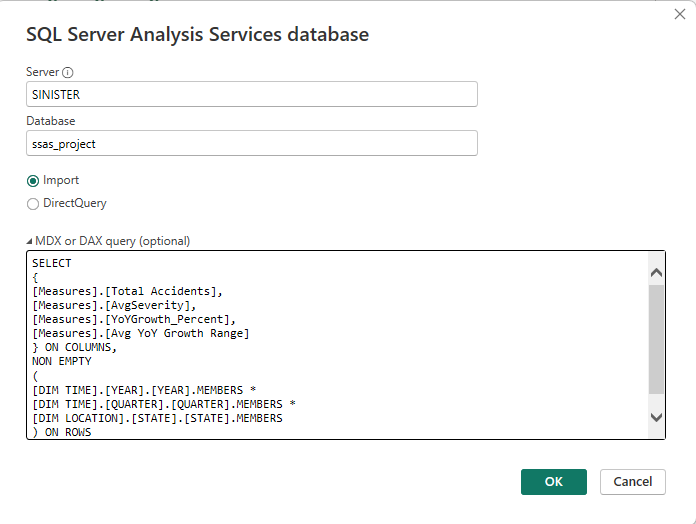 SQL Server Analysis Services database
Server
SINISTER
Database
ssas_project
Import
DirectQuery
MDX or DAX query (optional)
SELECT
{
[Measures].[Total Accidents],
[Measures].[AvgSeverity],
[Measures].[YoYGrowth_Percent],
[Measures].[Avg YoY Growth Range]
} ON COLUMNS,
NON EMPTY
(
[DIM TIME].[YEAR].[YEAR].MEMBERS *
[DIM TIME].[QUARTER].[QUARTER].MEMBERS *
[DIM LOCATION].[STATE].[STATE].MEMBERS
) ON ROWS
OK Cancel